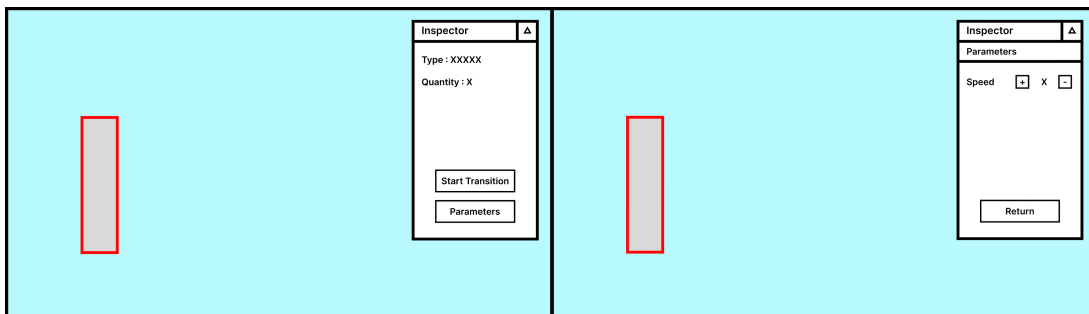 Inspector
Type : XXXXX
Quantity : X
Start Transition
Parameters
Inspector
Parameters
Speed + X -
Return